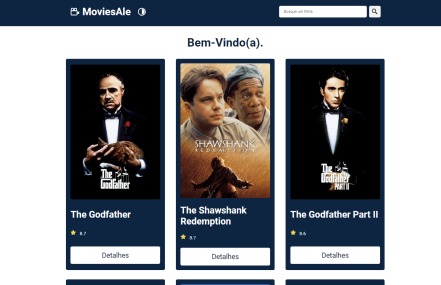 MoviesAle
Busque um filme
Bem-Vindo(a).
The
Godfather
SHAWSHANK
REDEMPTION
The
Godfather
PART II
The Godfather
8.7
Detalhes
The Shawshank
Redemption
8.7
Detalhes
The Godfather Part II
8.6
Detalhes